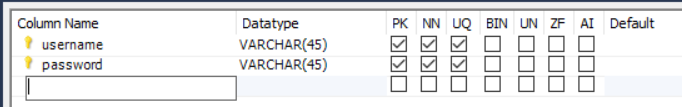 Column Name Datatype PK NN UQ BIN UN ZF AI Default
username VARCHAR(45)
password VARCHAR(45)